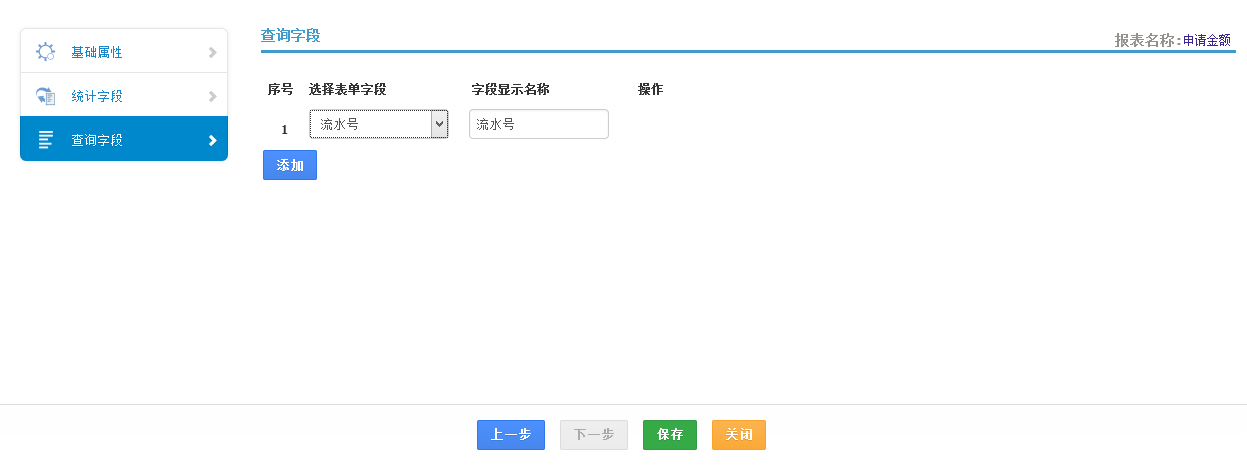 基础属性
统计字段
查询字段
查询字段
报表名称:申请金额
序号 选择表单字段 字段显示名称 操作
1 流水号 流水号
添加
上一步 下一步 保存 关闭